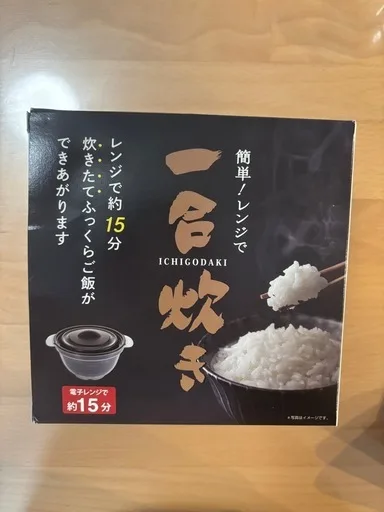 簡単！レンジで
一合炊き
ICHIGODAKI
レンジで約15分
炊きたてふっくらご飯が
できあがります
電子レンジで
約15分
＊写真はイメージです。